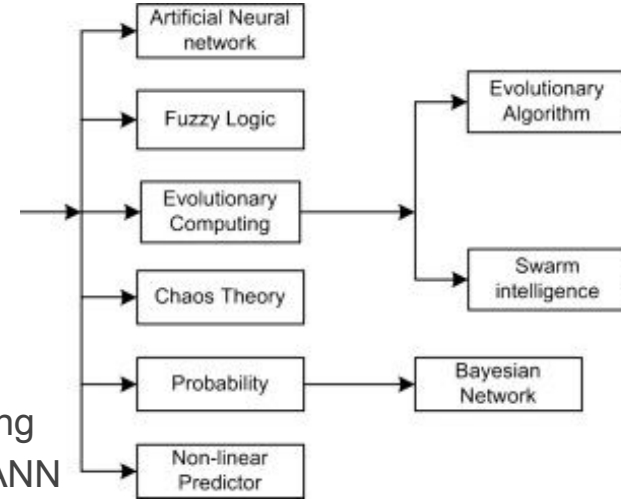 Artificial Neural
network
Fuzzy Logic
Evolutionary
Computing
Chaos Theory
Probability
Non-linear
Predictor
Evolutionary
Algorithm
Swarm
intelligence
Bayesian
Network
ng
ANN